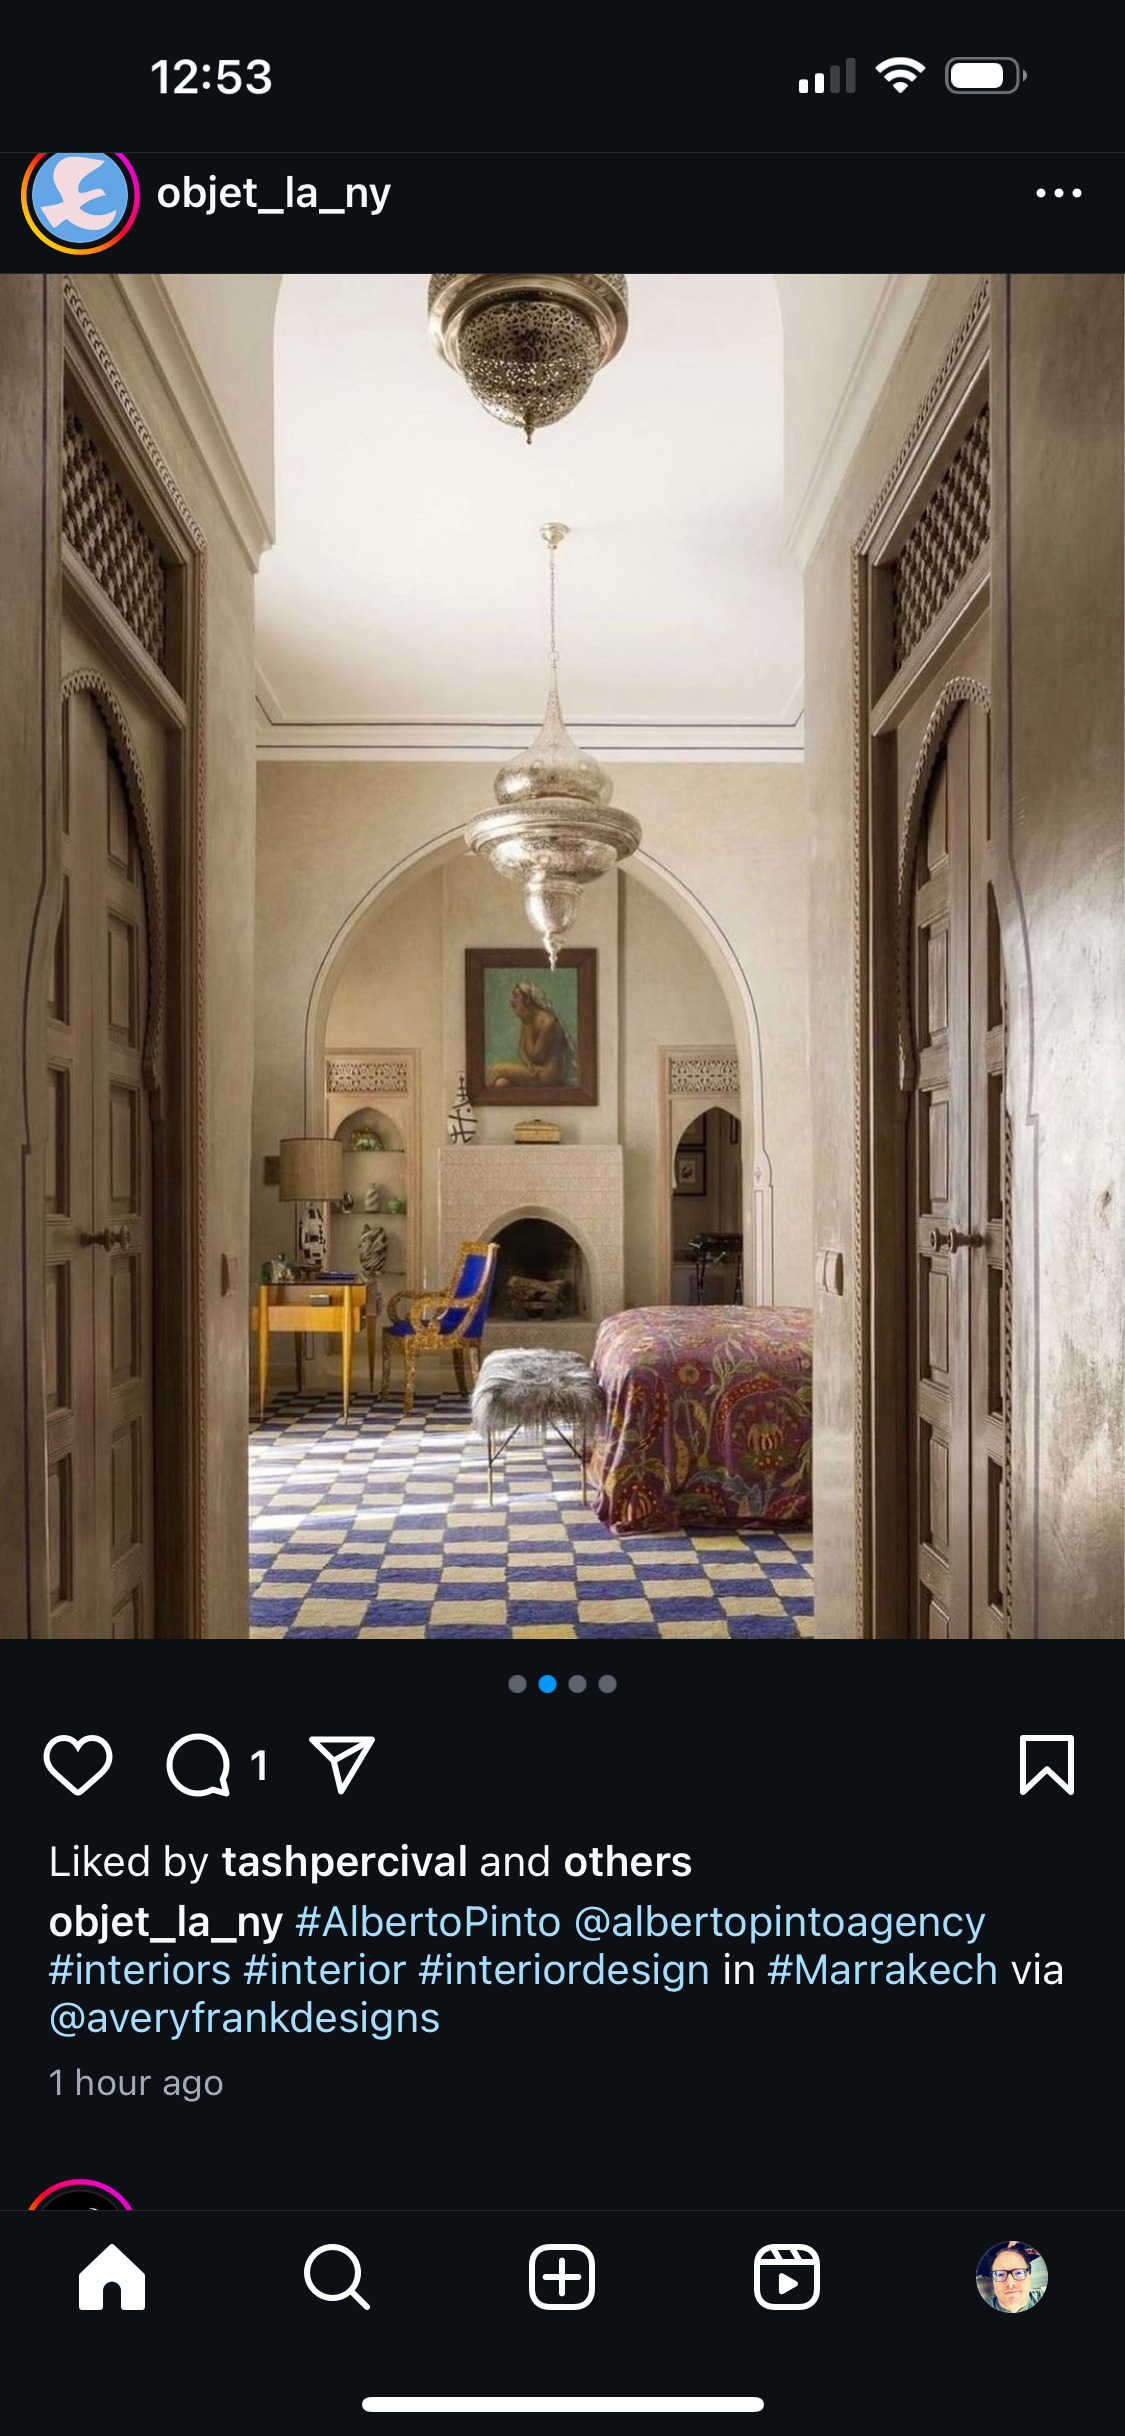 12:53
objet_la_ny
1
Liked by tashpercival and others
objet_la_ny #AlbertoPinto @albertopintoagency
#interiors #interior #interiordesign in #Marrakech via
@averyfrankdesigns
1 hour ago